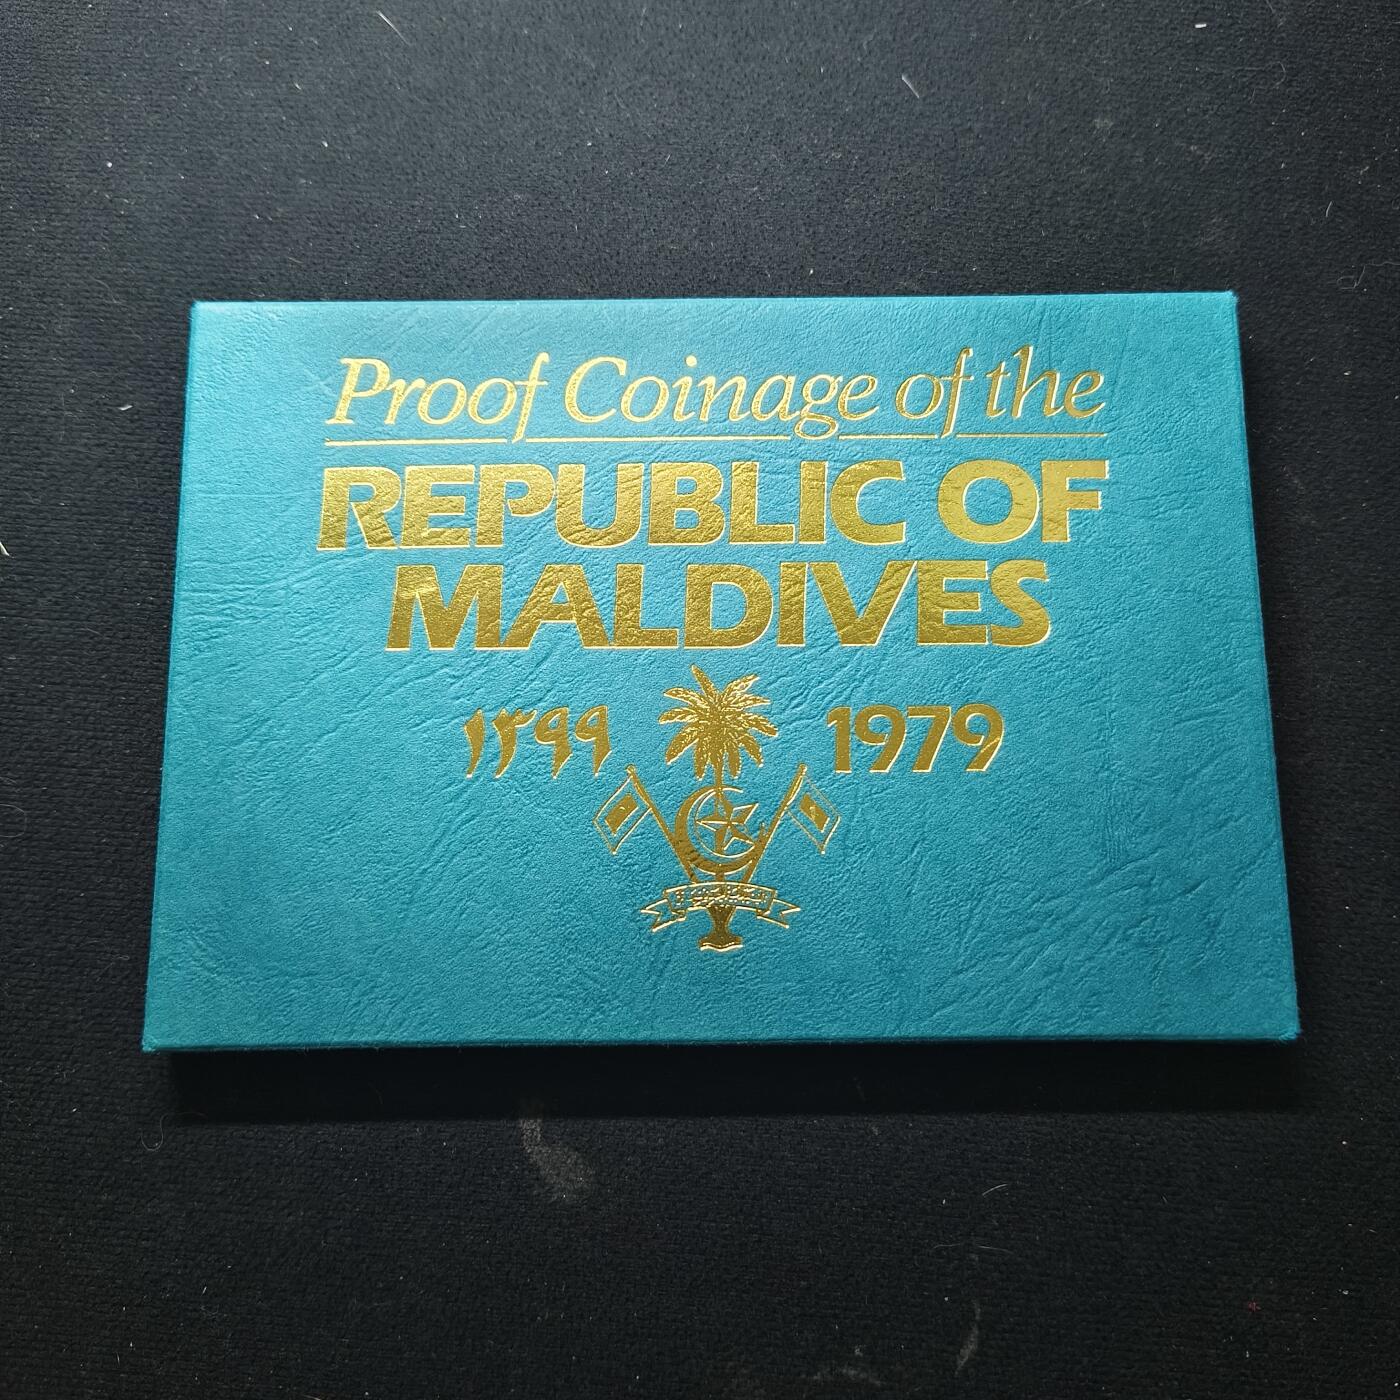 Proof Coinage of the
REPUBLIC OF
MALDIVES
١٣٩٩ 1979